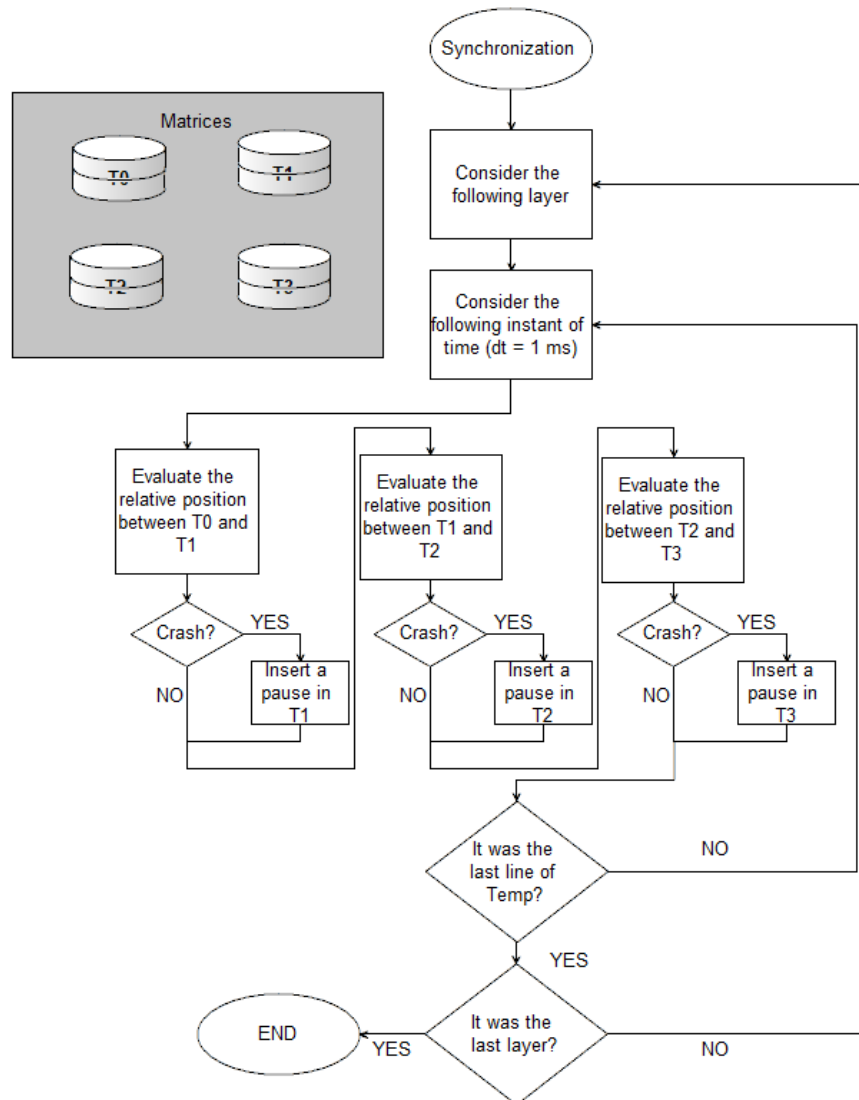 Synchronization
Matrices
T0
T1
T2
T3
Consider the
following layer
Consider the
following instant of
time (dt = 1 ms)
Evaluate the
relative position
between T0 and
T1
Crash?
YES
NO
Insert a
pause in
T1
Evaluate the
relative position
between T1 and
T2
Crash?
YES
NO
Insert a
pause in
T2
Evaluate the
relative position
between T2 and
T3
Crash?
YES
NO
Insert a
pause in
T3
It was the
last line of
Temp?
NO
YES
It was the
last layer?
NO
YES
END